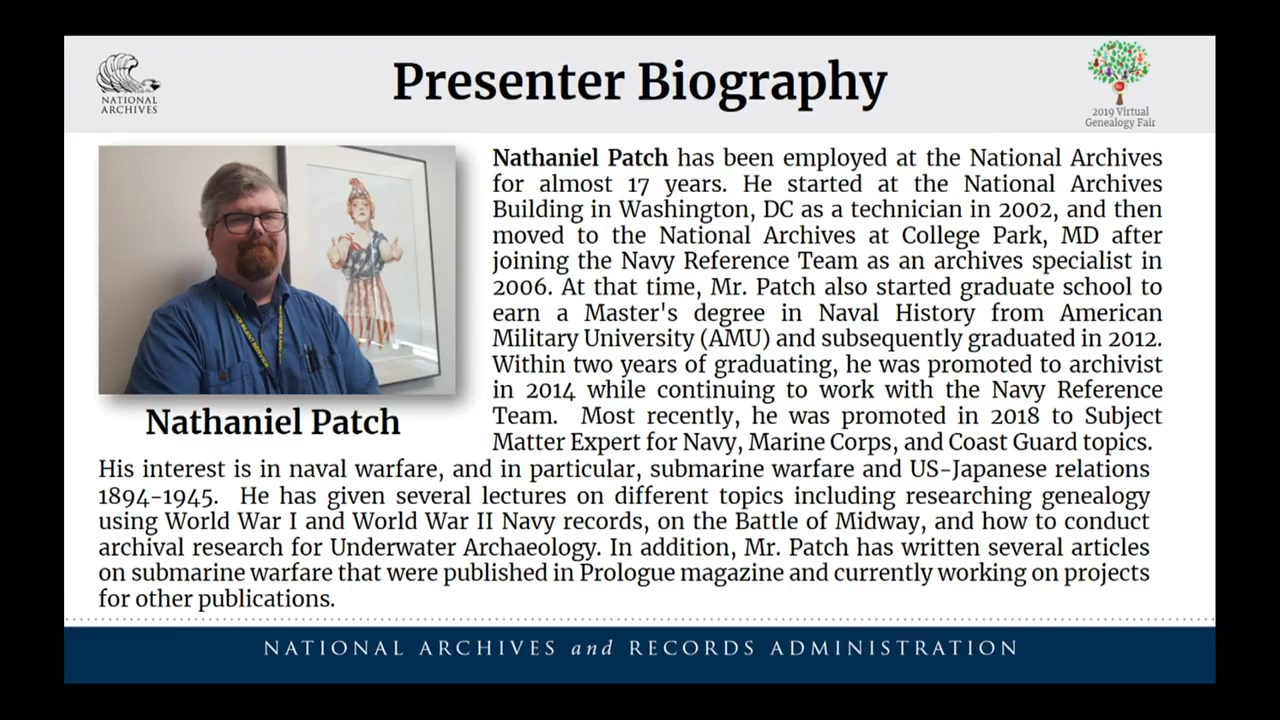 NATIONAL
ARCHIVES
Presenter Biography
2019 Virtual
Genealogy Fair
Nathaniel Patch has been employed at the National Archives
for almost 17 years. He started at the National Archives
Building in Washington, DC as a technician in 2002, and then
moved to the National Archives at College Park, MD after
joining the Navy Reference Team as an archives specialist in
2006. At that time, Mr. Patch also started graduate school to
earn a Master's degree in Naval History from American
Military University (AMU) and subsequently graduated in 2012.
Within two years of graduating, he was promoted to archivist
in 2014 while continuing to work with the Navy Reference
Team. Most recently, he was promoted in 2018 to Subject
Matter Expert for Navy, Marine Corps, and Coast Guard topics.
Nathaniel Patch
His interest is in naval warfare, and in particular, submarine warfare and US-Japanese relations
1894-1945. He has given several lectures on different topics including researching genealogy
using World War I and World War II Navy records, on the Battle of Midway, and how to conduct
archival research for Underwater Archaeology. In addition, Mr. Patch has written several articles
on submarine warfare that were published in Prologue magazine and currently working on projects
for other publications.
NATIONAL ARCHIVES and RECORDS ADMINISTRATION